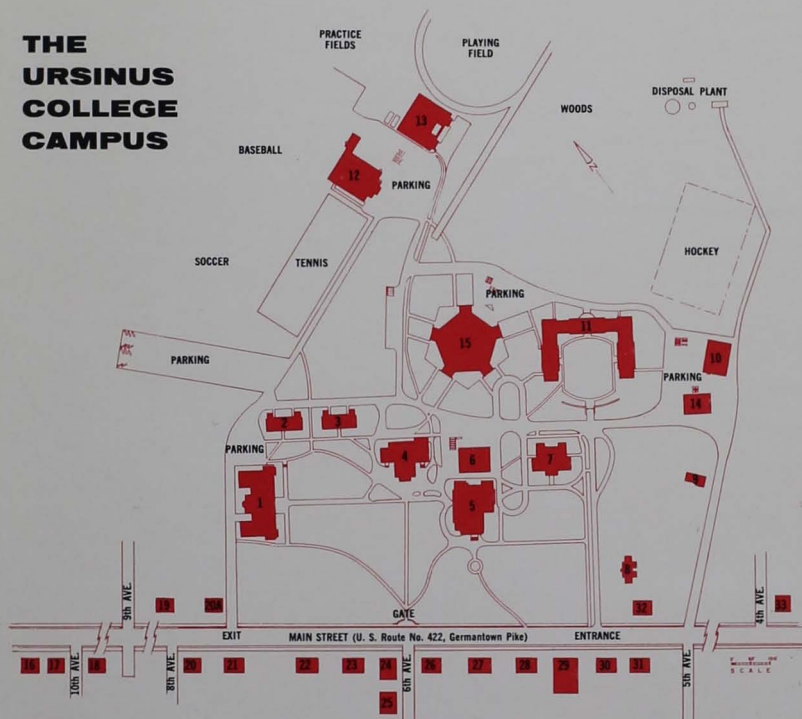 THE
URSINUS
COLLEGE
CAMPUS
PRACTICE
FIELDS
PLAYING
FIELD
DISPOSAL PLANT
WOODS
13
BASEBALL
12
PARKING
N
HOCKEY
SOCCER
TENNIS
PARKING
11
15
PARKING
10
PARKING
14
2
3
PARKING
4
6
7
9
1
5
8
9th AVE.
4th AVE.
19
20A
32
33
GATE
EXIT
MAIN STREET (U. S. Route No. 422, Germantown Pike)
ENTRANCE
16
17
10th AVE.
18
8th AVE.
20
21
22
23
24
6th AVE.
26
27
28
29
30
31
5th AVE.
SCALE
25